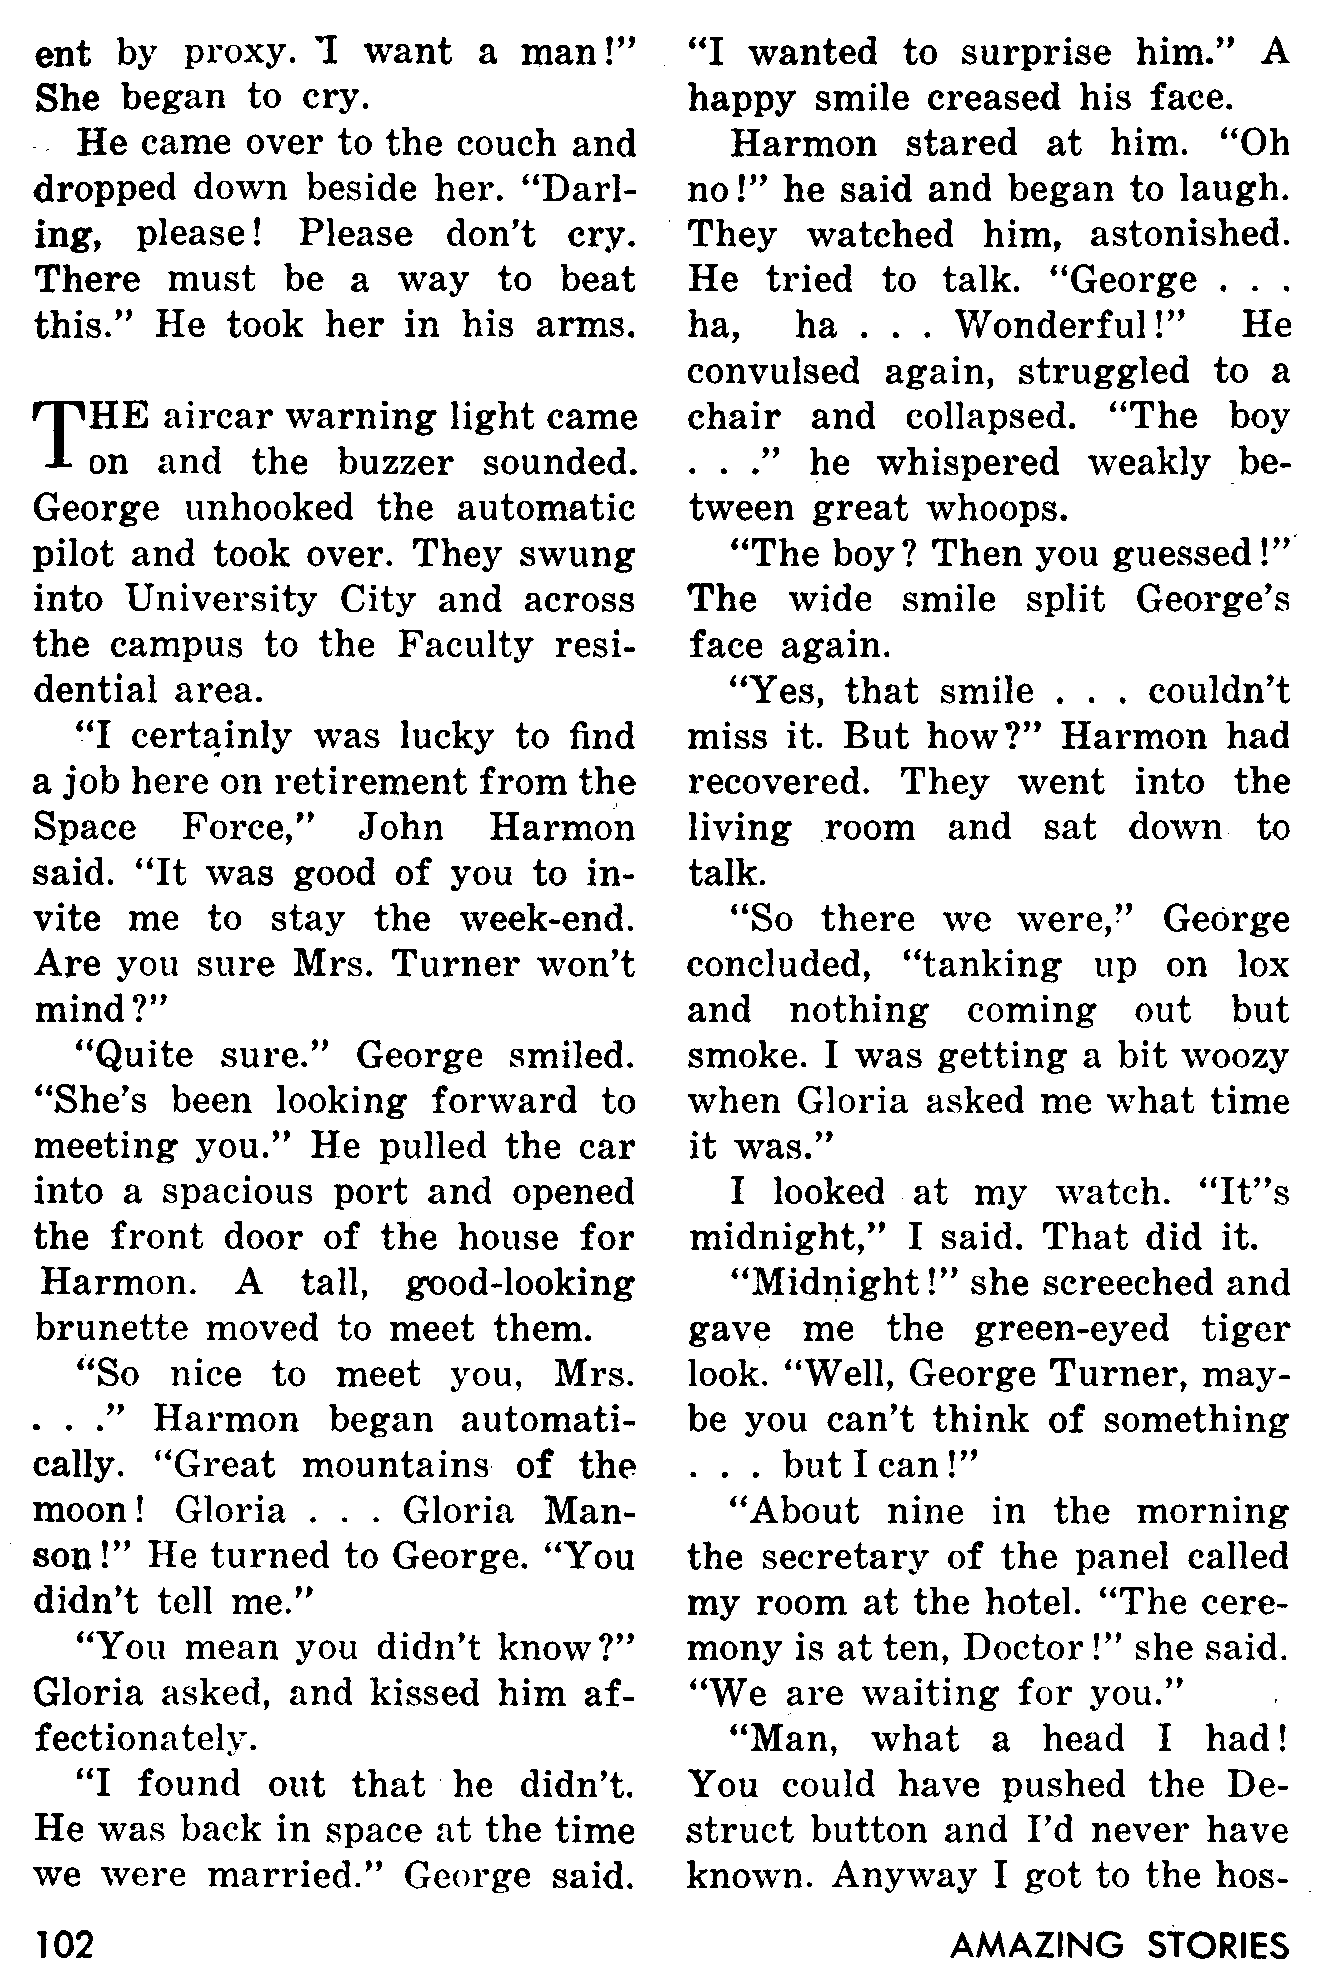 ent by proxy. I want a man!"
She began to cry.
He came over to the couch and
dropped down beside her. "Darl-
ing, please! Please don't cry.
There must be a way to beat
this." He took her in his arms.
THE aircar warning light came
on and the buzzer sounded.
George unhooked the automatic
pilot and took over. They swung
into University City and across
the campus to the Faculty resi-
dential area.
"I certainly was lucky to find
a job here on retirement from the
Space Force," John Harmon
said. "It was good of you to in-
vite me to stay the week-end.
Are you sure Mrs. Turner won't
mind?"
"Quite sure." George smiled.
"She's been looking forward to
meeting you." He pulled the car
into a spacious port and opened
the front door of the house for
Harmon. A tall, good-looking
brunette moved to meet them.
"So nice to meet you, Mrs.
. . ." Harmon began automati-
cally. "Great mountains of the
moon! Gloria . . . Gloria Man-
son!" He turned to George. "You
didn't tell me."
"You mean you didn't know?"
Gloria asked, and kissed him af-
fectionately.
"I found out that he didn't.
He was back in space at the time
we were married." George said.
"I wanted to surprise him." A
happy smile creased his face.
Harmon stared at him. "Oh
no!" he said and began to laugh.
They watched him, astonished.
He tried to talk. "George . . .
ha, ha . . . Wonderful!" He
convulsed again, struggled to a
chair and collapsed. "The boy
. . ." he whispered weakly be-
tween great whoops.
"The boy? Then you guessed!"
The wide smile split George's
face again.
"Yes, that smile . . . couldn't
miss it. But how?" Harmon had
recovered. They went into the
living room and sat down to
talk.
"So there we were," George
concluded, "tanking up on lox
and nothing coming out but
smoke. I was getting a bit woozy
when Gloria asked me what time
it was."
I looked at my watch. "It"s
midnight," I said. That did it.
"Midnight!" she screeched and
gave me the green-eyed tiger
look. "Well, George Turner, may-
be you can't think of something
. . . but I can!"
"About nine in the morning
the secretary of the panel called
my room at the hotel. "The cere-
mony is at ten, Doctor!" she said.
"We are waiting for you."
"Man, what a head I had!
You could have pushed the De-
struct button and I'd never have
known. Anyway I got to the hos-
102
AMAZING STORIES